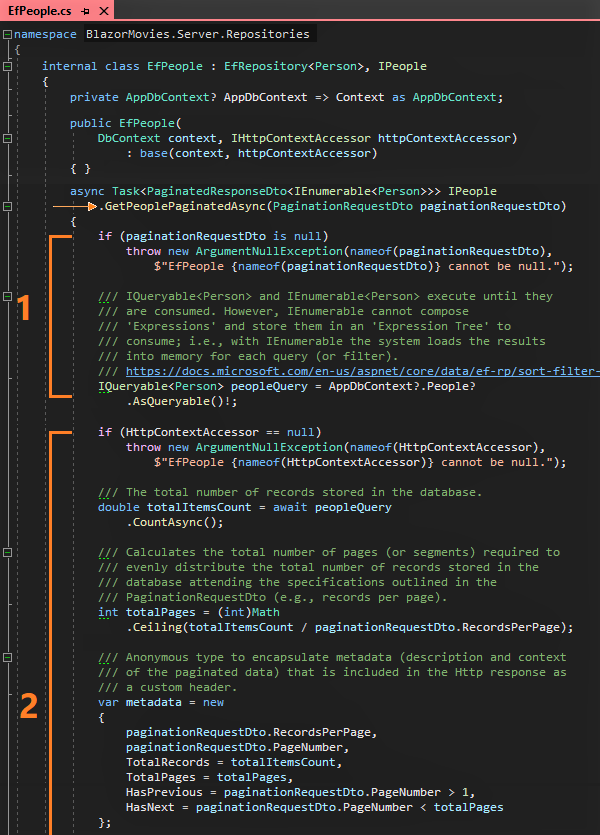 EfPeople.cs
namespace BlazorMovies.Server.Repositories
{
internal class EfPeople : EfRepository<Person>, IPeople
{
private AppDbContext? AppDbContext => Context as AppDbContext;
public EfPeople(
DbContext context, IHttpContextAccessor httpContextAccessor)
: base(context, httpContextAccessor)
{ }
async Task<PaginatedResponseDto<IEnumerable<Person>>> IPeople
.GetPeoplePaginatedAsync(PaginationRequestDto paginationRequestDto)
{
if (paginationRequestDto is null)
throw new ArgumentNullException(nameof(paginationRequestDto),
$"EfPeople {nameof(paginationRequestDto)} cannot be null.");
1
/// IQueryable<Person> and IEnumerable<Person> execute until they
/// are consumed. However, IEnumerable cannot compose
/// 'Expressions' and store them in an 'Expression Tree' to
/// consume; i.e., with IEnumerable the system loads the results
/// into memory for each query (or filter).
/// https://docs.microsoft.com/en-us/aspnet/core/data/ef-rp/sort-filter-
IQueryable<Person> peopleQuery = AppDbContext?.People?
.AsQueryable()!;
if (HttpContextAccessor == null)
throw new ArgumentNullException(nameof(HttpContextAccessor),
$"EfPeople {nameof(HttpContextAccessor)} cannot be null.");
/// The total number of records stored in the database.
double totalItemsCount = await peopleQuery
.CountAsync();
/// Calculates the total number of pages (or segments) required to
/// evenly distribute the total number of records stored in the
/// database attending the specifications outlined in the
/// PaginationRequestDto (e.g., records per page).
int totalPages = (int)Math
.Ceiling(totalItemsCount / paginationRequestDto.RecordsPerPage);
/// Anonymous type to encapsulate metadata (description and context
/// of the paginated data) that is included in the Http response as
/// a custom header.
2
var metadata = new
{
paginationRequestDto.RecordsPerPage,
paginationRequestDto.PageNumber,
TotalRecords = totalItemsCount,
TotalPages = totalPages,
HasPrevious = paginationRequestDto.PageNumber > 1,
HasNext = paginationRequestDto.PageNumber < totalPages
};